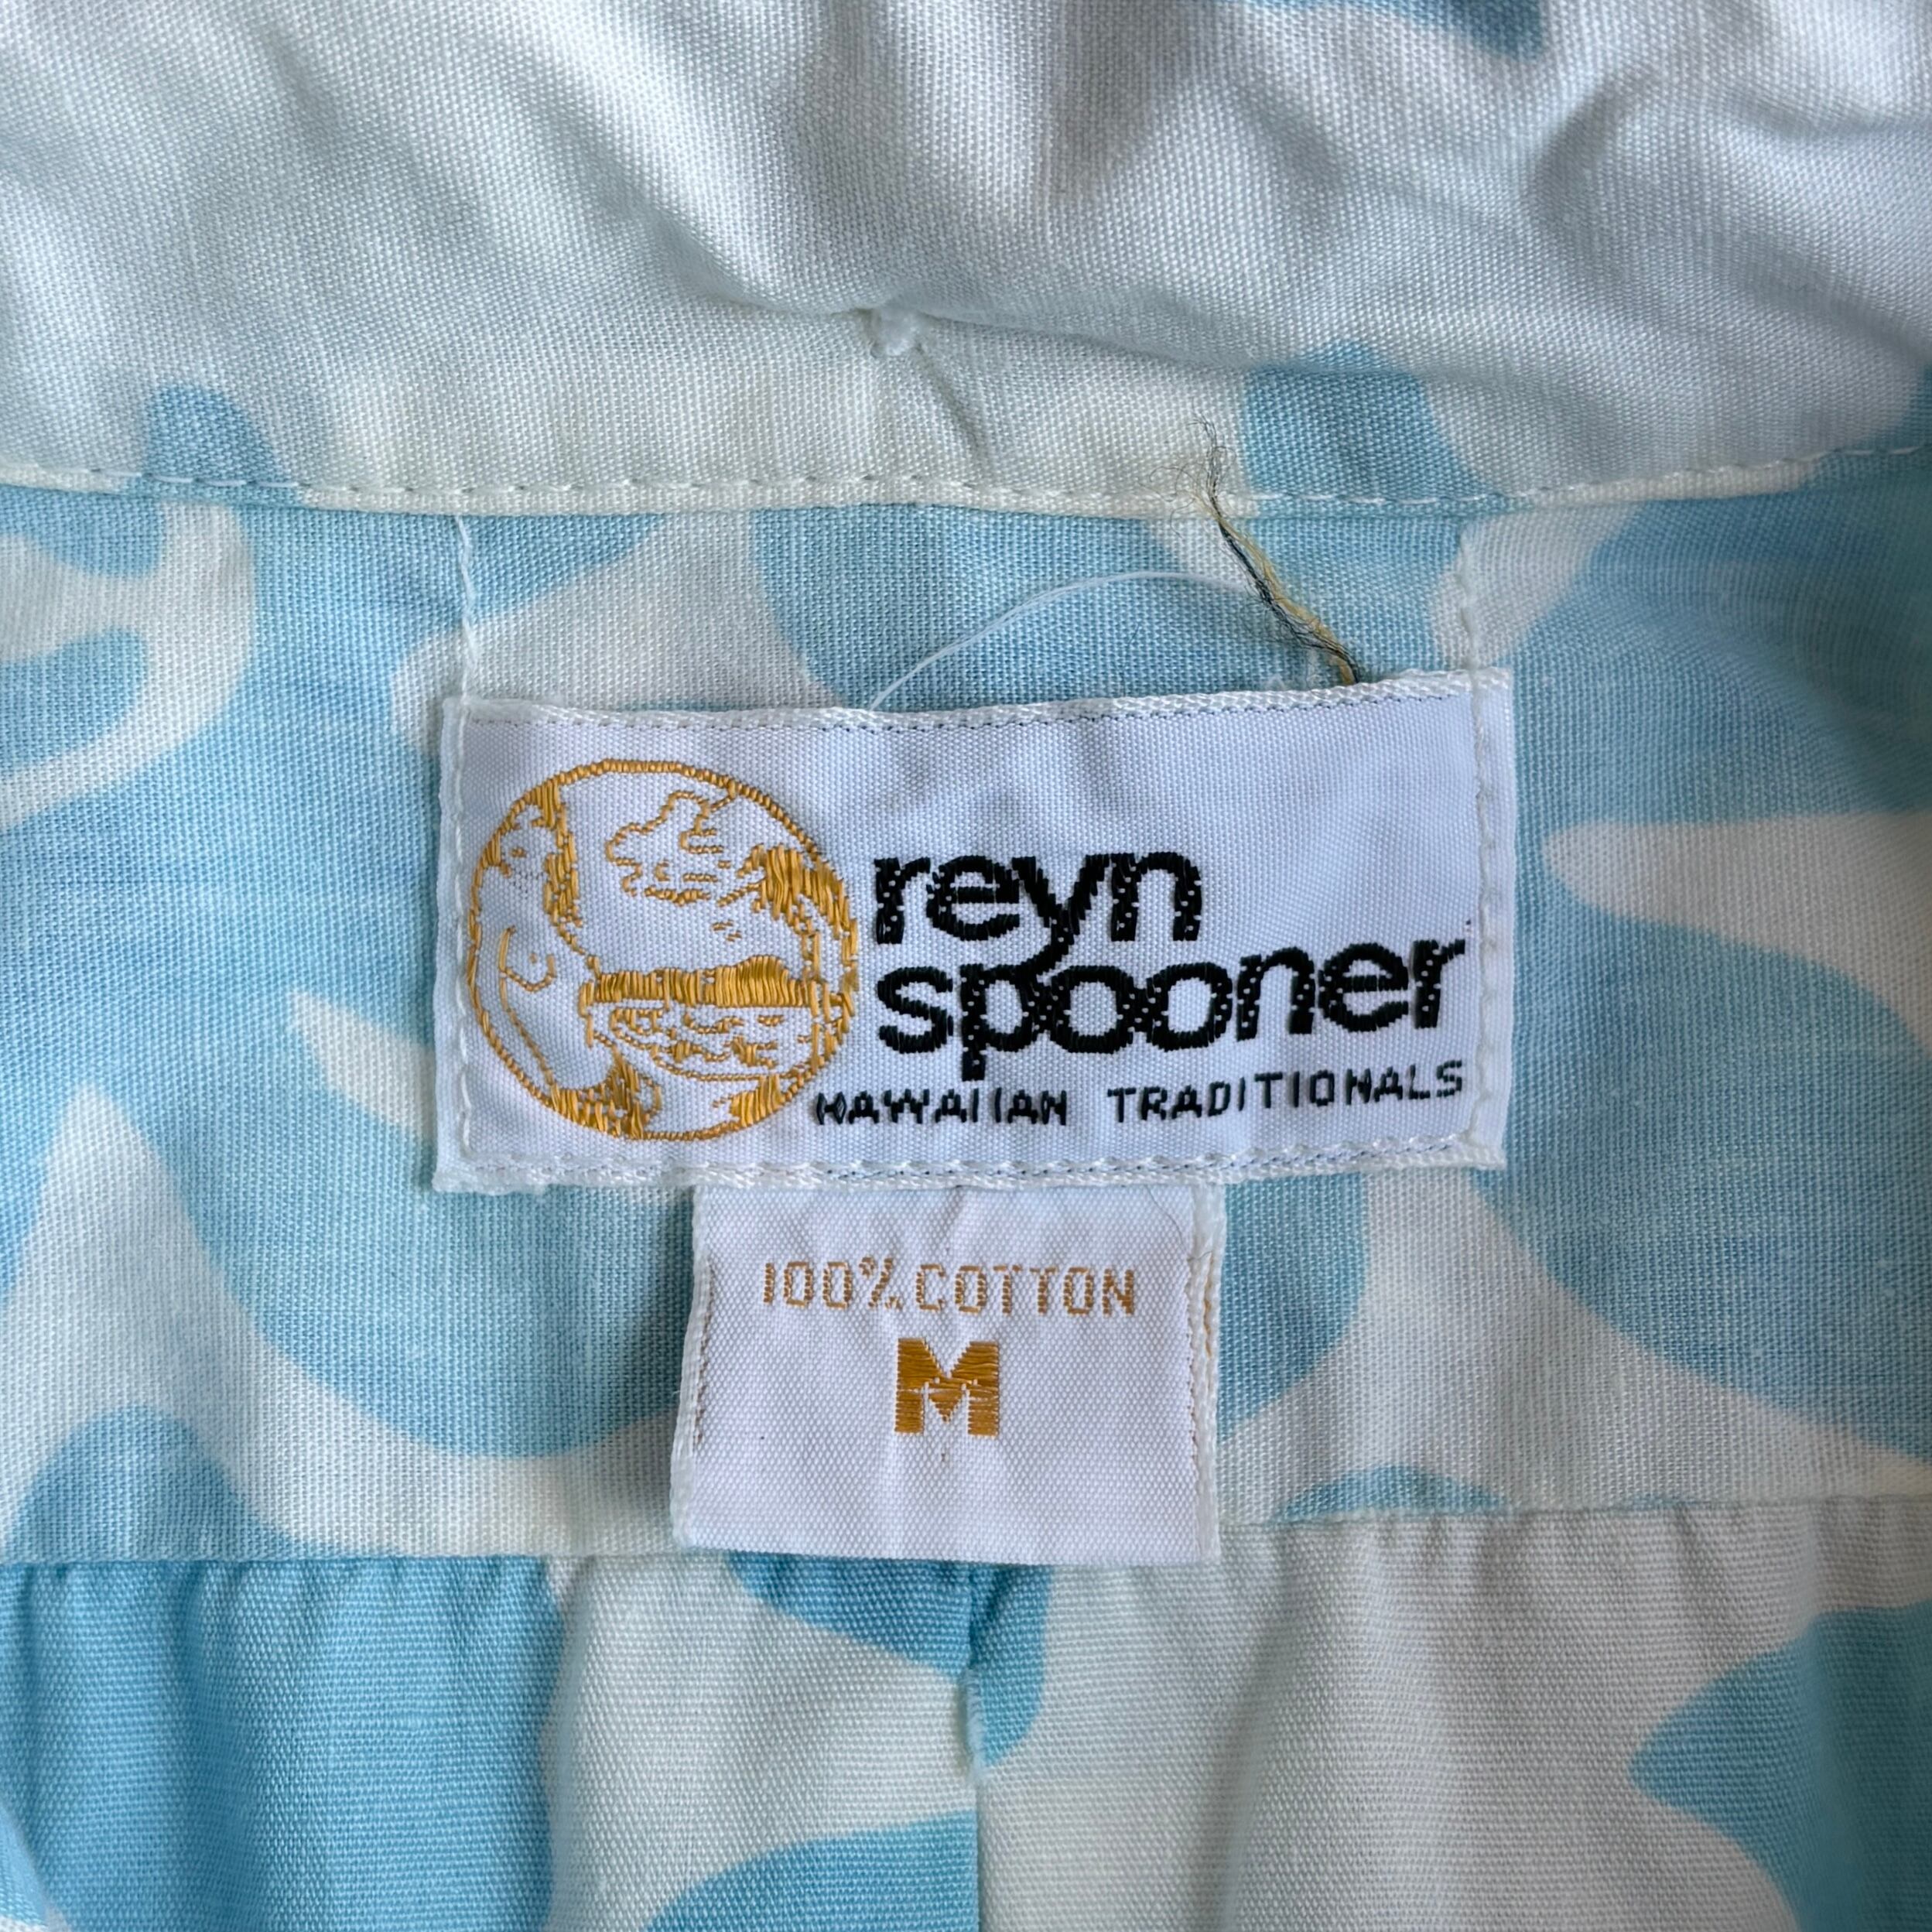 reyn
spooner
HAWAIIAN TRADITIONALS
100% COTTON
M